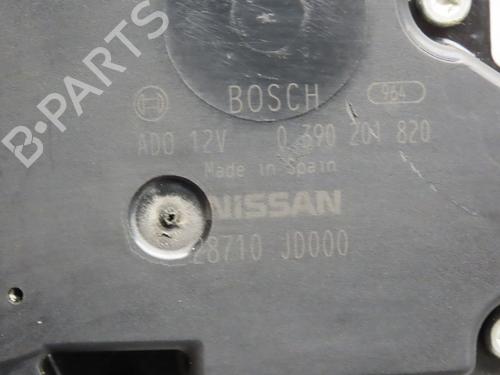 BOSCH 964
ADO 12V 0 390 201 820
Made in Spain
NISSAN
28710 JD000
B-PARTS